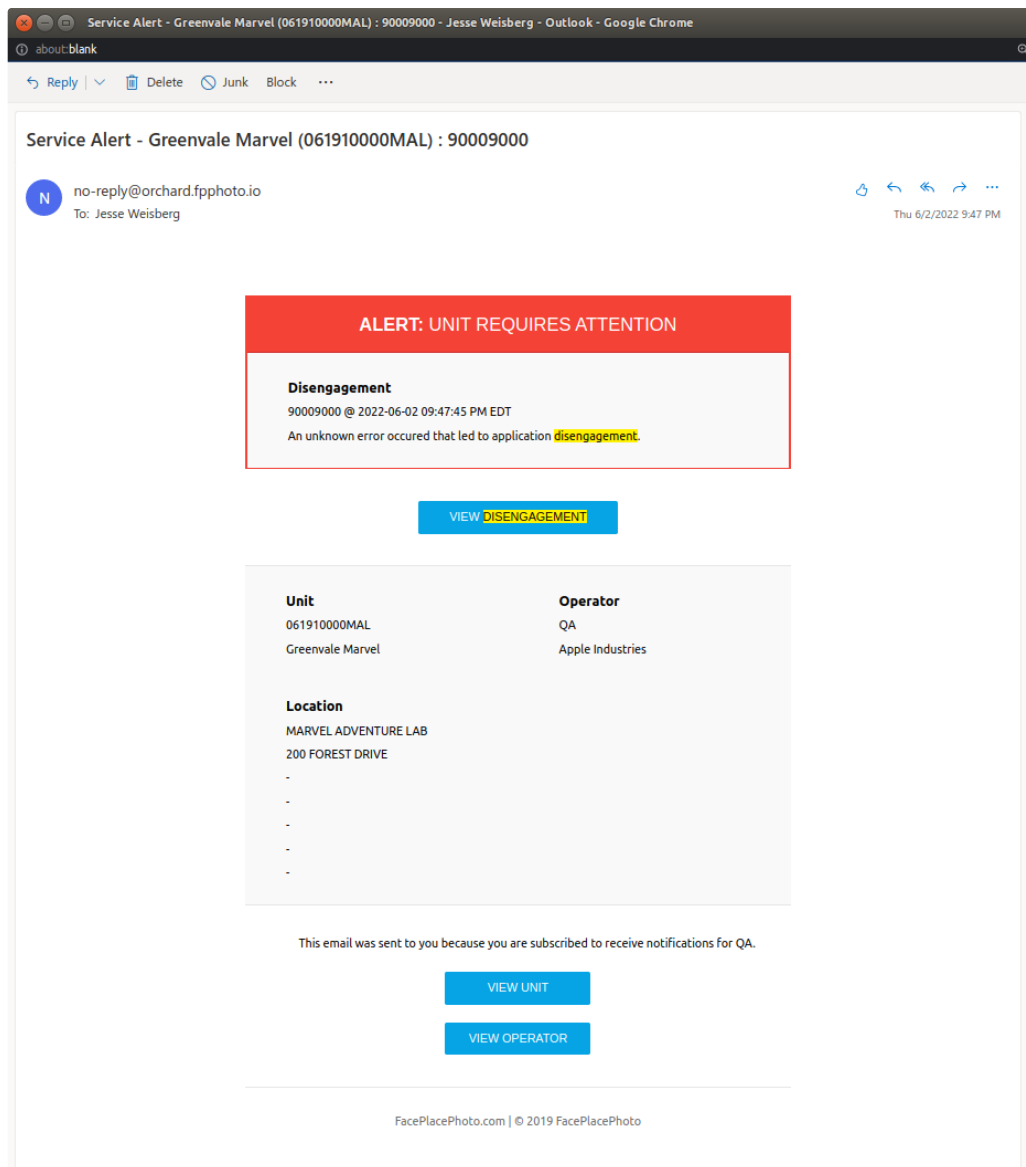 Service Alert - Greenvale Marvel (061910000MAL) : 90009000 - Jesse Weisberg - Outlook - Google Chrome
about:blank
Reply
Delete
Junk
Block
Service Alert - Greenvale Marvel (061910000MAL) : 90009000
N
no-reply@orchard.fpphoto.io
To: Jesse Weisberg
Thu 6/2/2022 9:47 PM
ALERT: UNIT REQUIRES ATTENTION
Disengagement
90009000 @ 2022-06-02 09:47:45 PM EDT
An unknown error occured that led to application disengagement.
VIEW DISENGAGEMENT
Unit
061910000MAL
Greenvale Marvel
Operator
QA
Apple Industries
Location
MARVEL ADVENTURE LAB
200 FOREST DRIVE
-
-
-
-
-
This email was sent to you because you are subscribed to receive notifications for QA.
VIEW UNIT
VIEW OPERATOR
FacePlacePhoto.com | © 2019 FacePlacePhoto